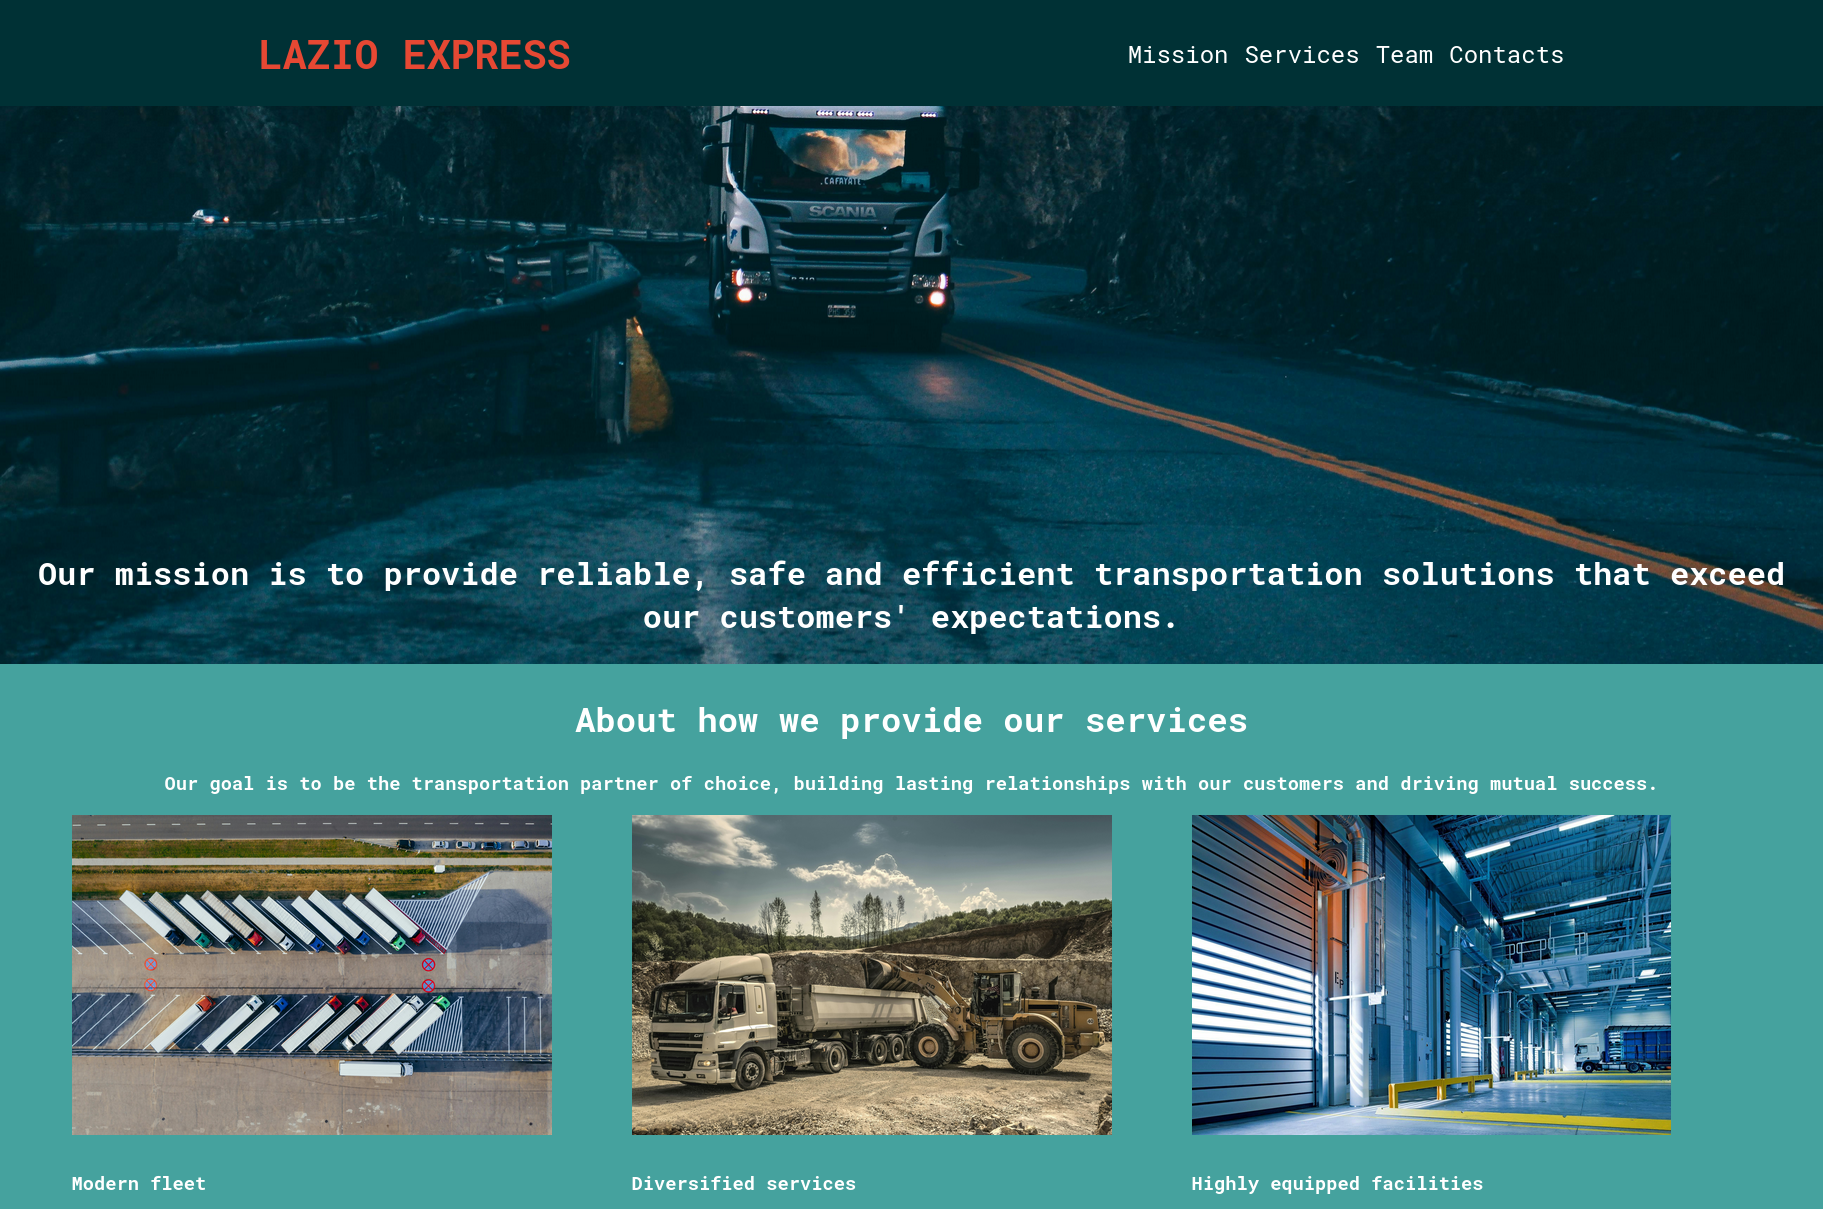 LAZIO EXPRESS
Mission Services Team Contacts
CAFAYATE
SCANIA
Our mission is to provide reliable, safe and efficient transportation solutions that exceed
our customers' expectations.
About how we provide our services
Our goal is to be the transportation partner of choice, building lasting relationships with our customers and driving mutual success.
Modern fleet
Diversified services
Highly equipped facilities